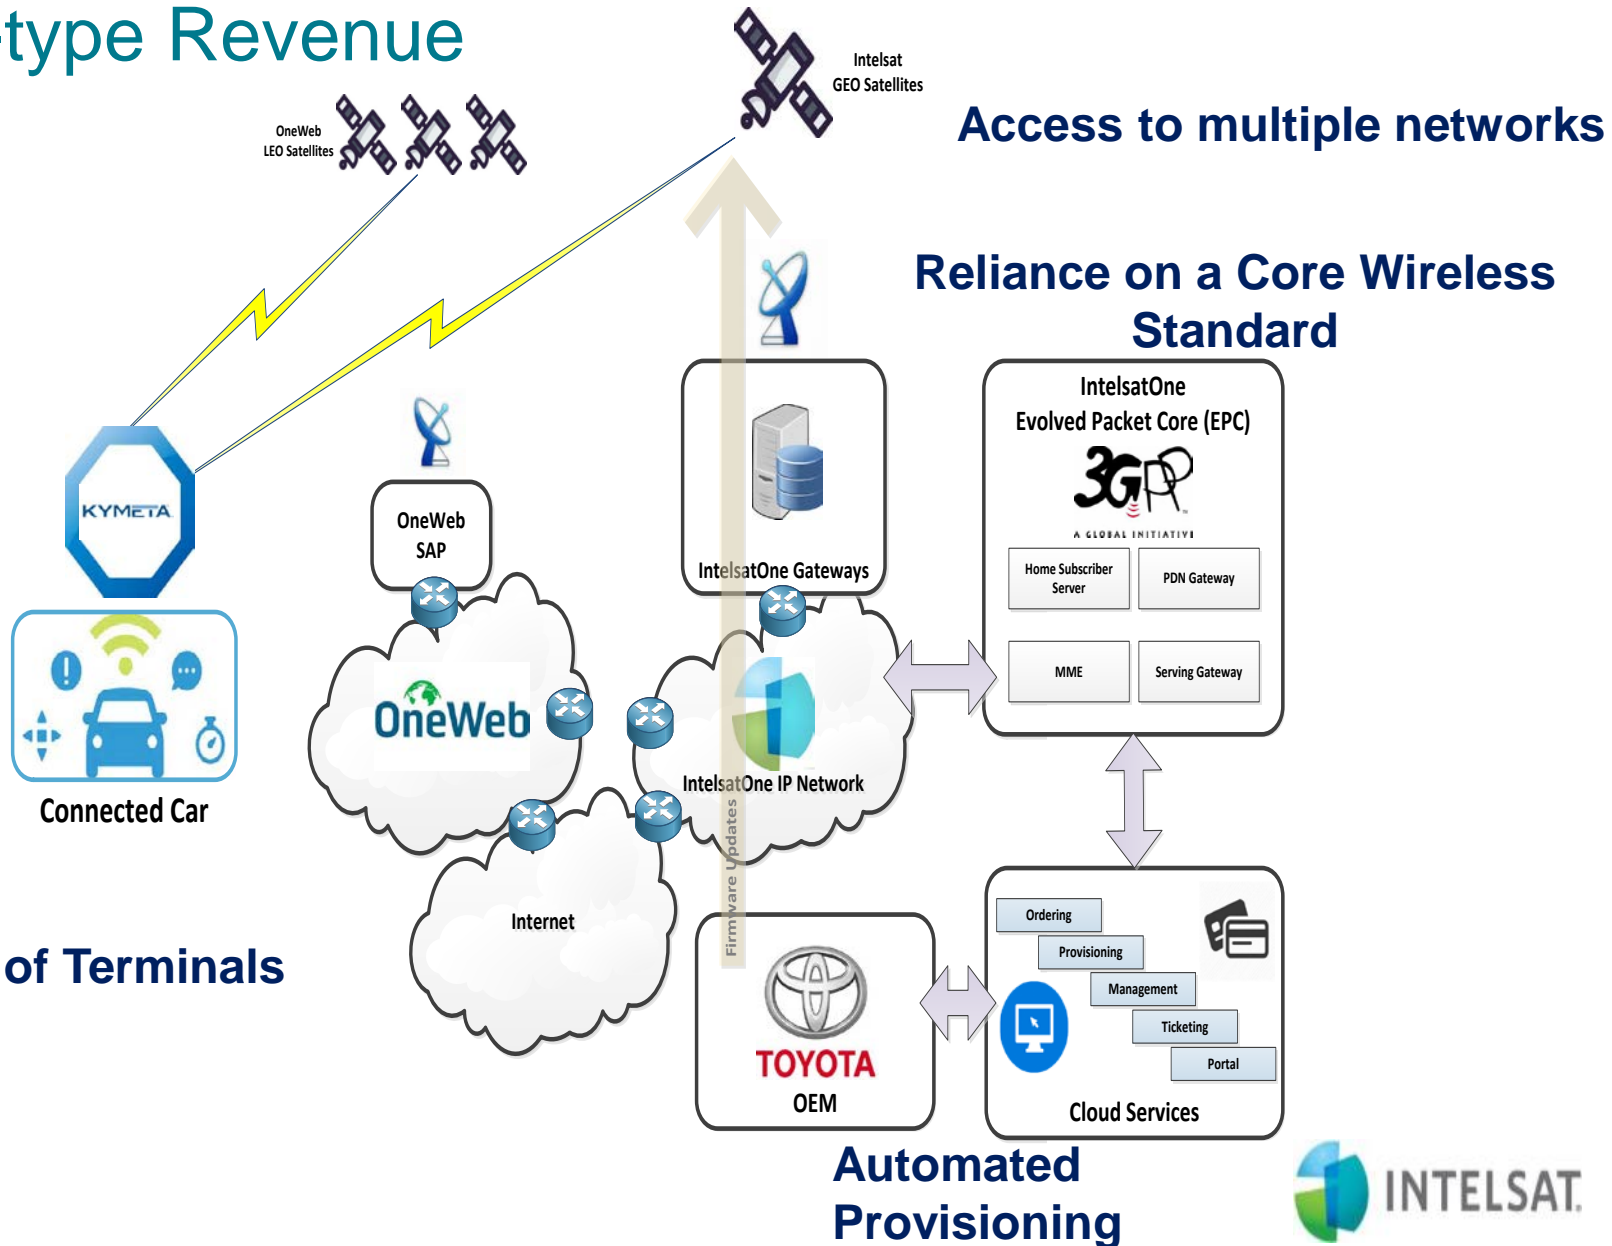 -type Revenue
Intelsat
GEO Satellites
OneWeb
LEO Satellites
Access to multiple networks
Reliance on a Core Wireless
Standard
KYMETA
OneWeb
SAP
IntelsatOne Gateways
IntelsatOne
Evolved Packet Core (EPC)
3GPP
A GLOBAL INITIATIVE
Home Subscriber
Server
PDN Gateway
MME
Serving Gateway
OneWeb
IntelsatOne IP Network
Connected Car
Firmware Updates
Internet
of Terminals
TOYOTA
OEM
Ordering
Provisioning
Management
Ticketing
Portal
Cloud Services
Automated
Provisioning
INTELSAT.